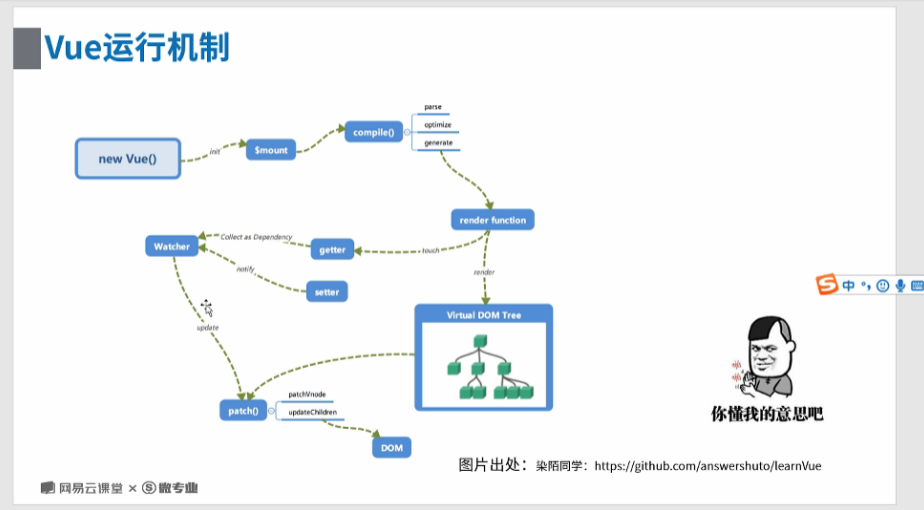 Vue运行机制
parse
optimize
generate
compile()
new Vue()
init
$mount
render function
Watcher
Collect as Dependency
getter
touch
notify
setter
render
update
Virtual DOM Tree
patch()
patchVnode
updateChildren
DOM
中
你懂我的意思吧
图片出处：染陌同学：https://github.com/answershuto/learnVue
网易云课堂 × S 微专业